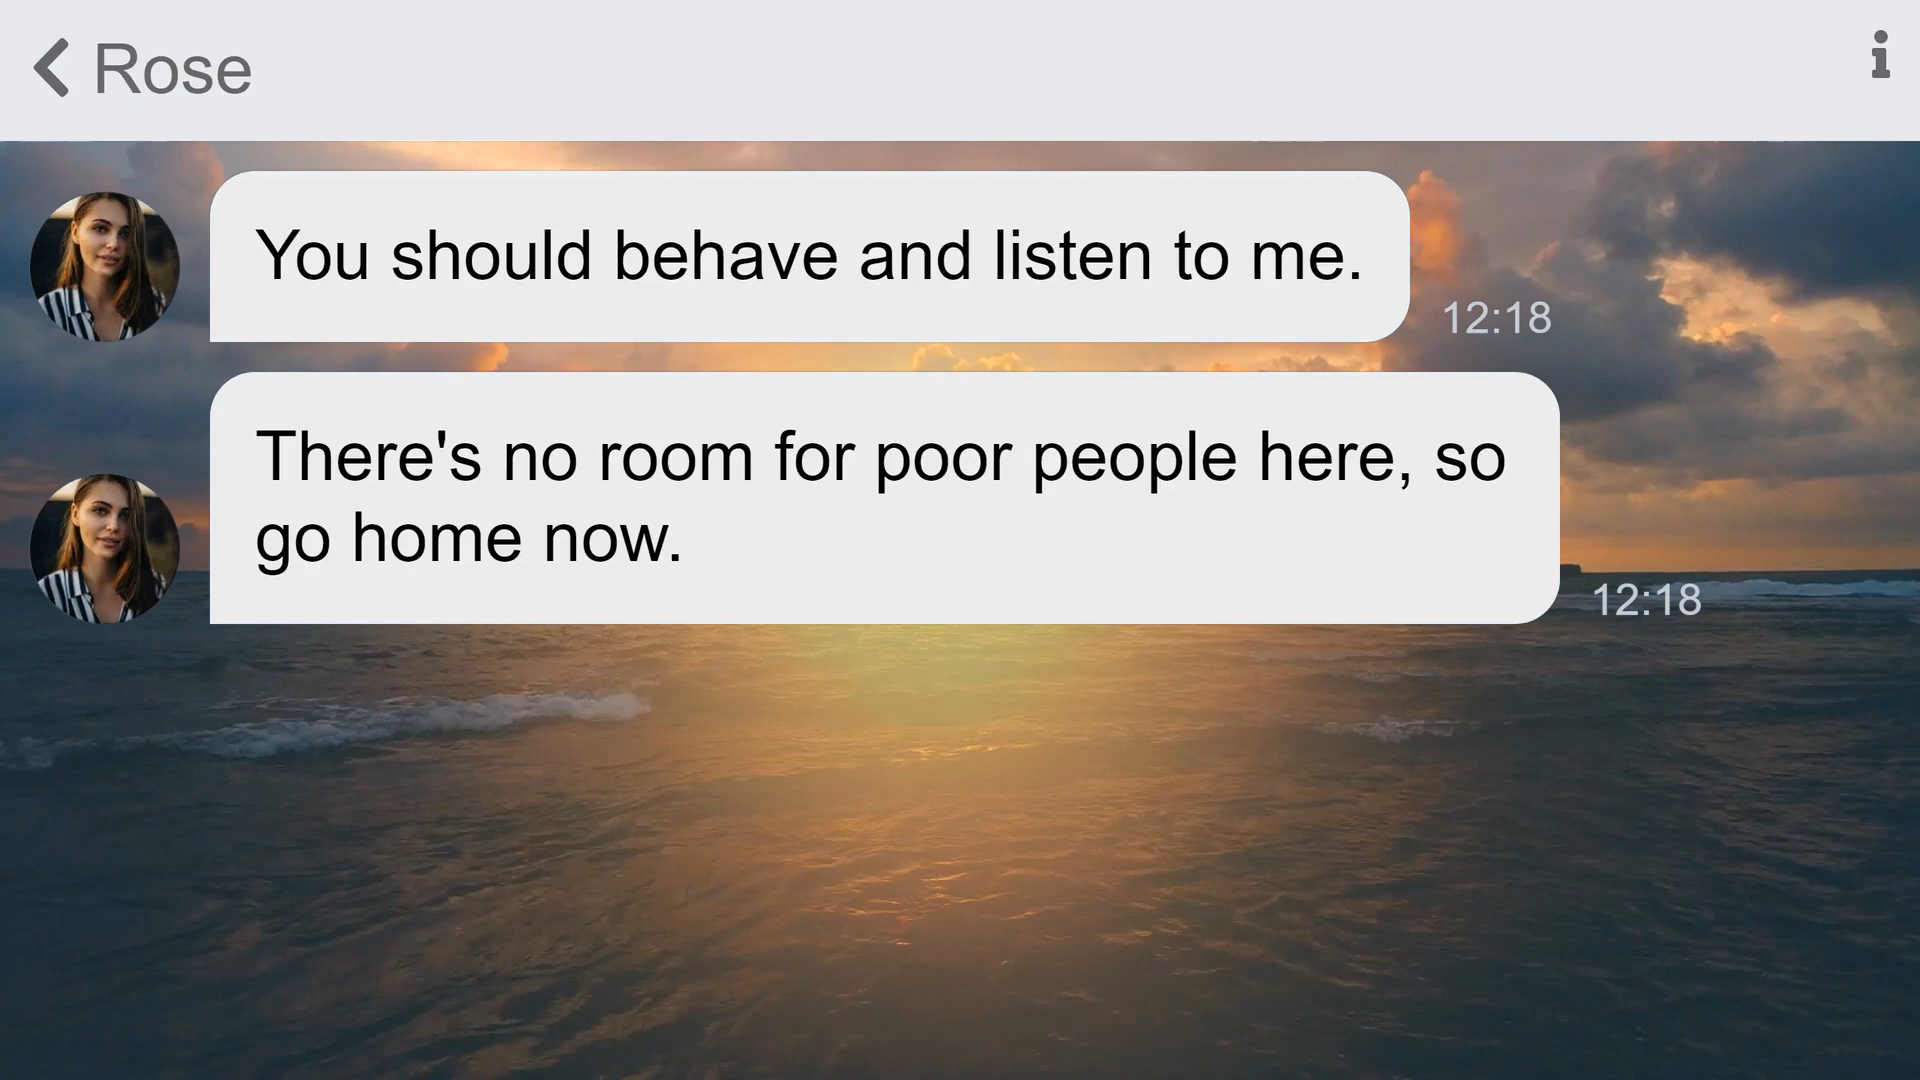 Rose
You should behave and listen to me.
12:18
There's no room for poor people here, so
go home now.
12:18